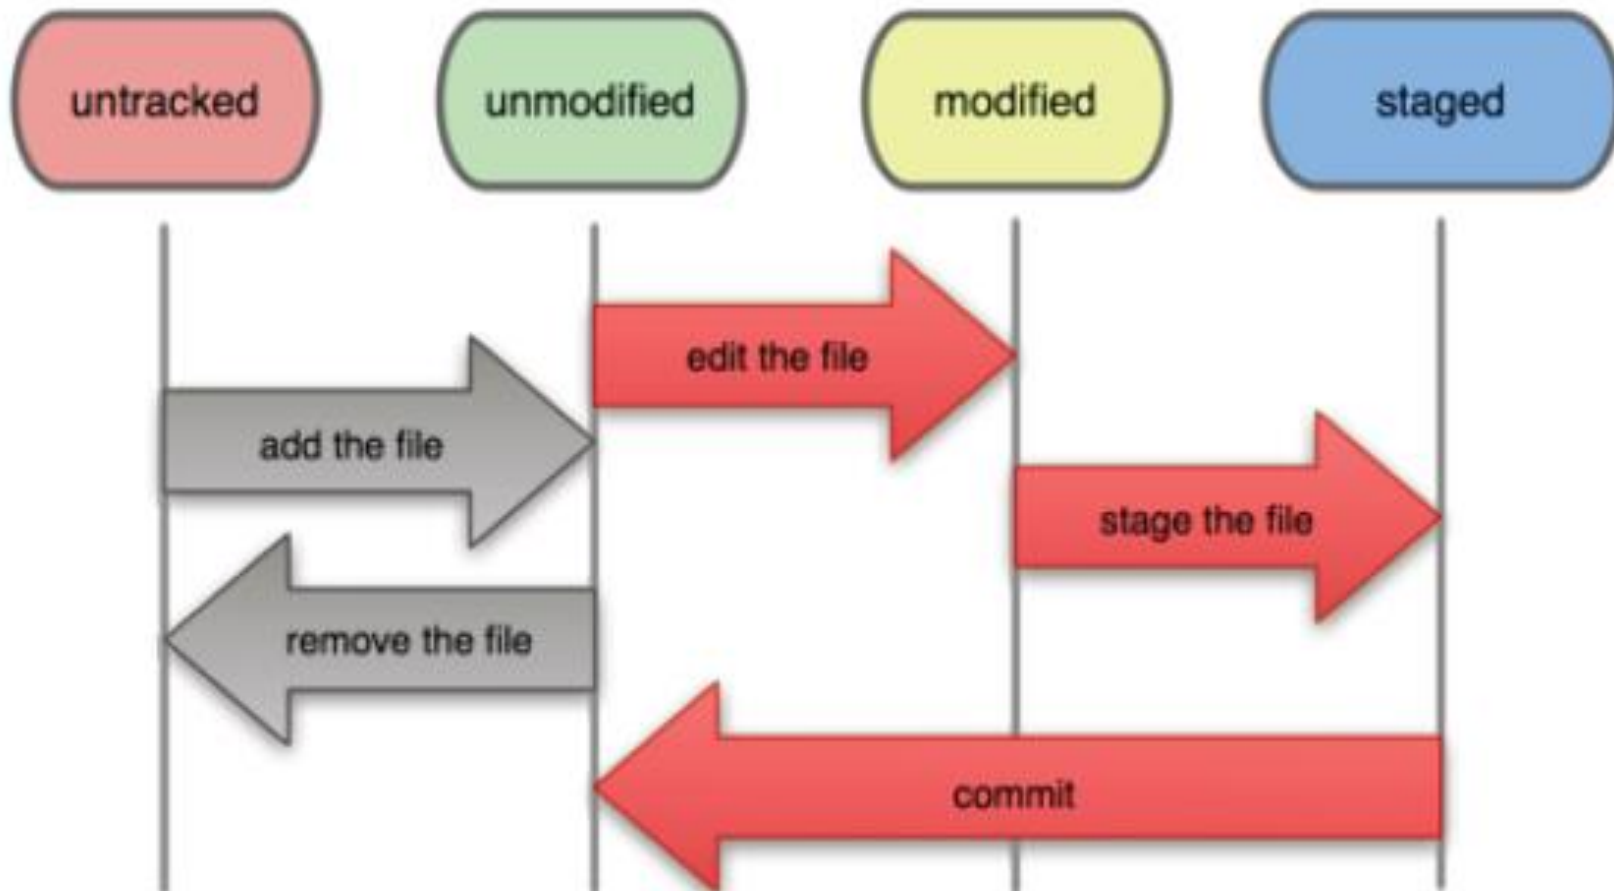 untracked
unmodified
modified
staged
edit the file
add the file
stage the file
remove the file
commit